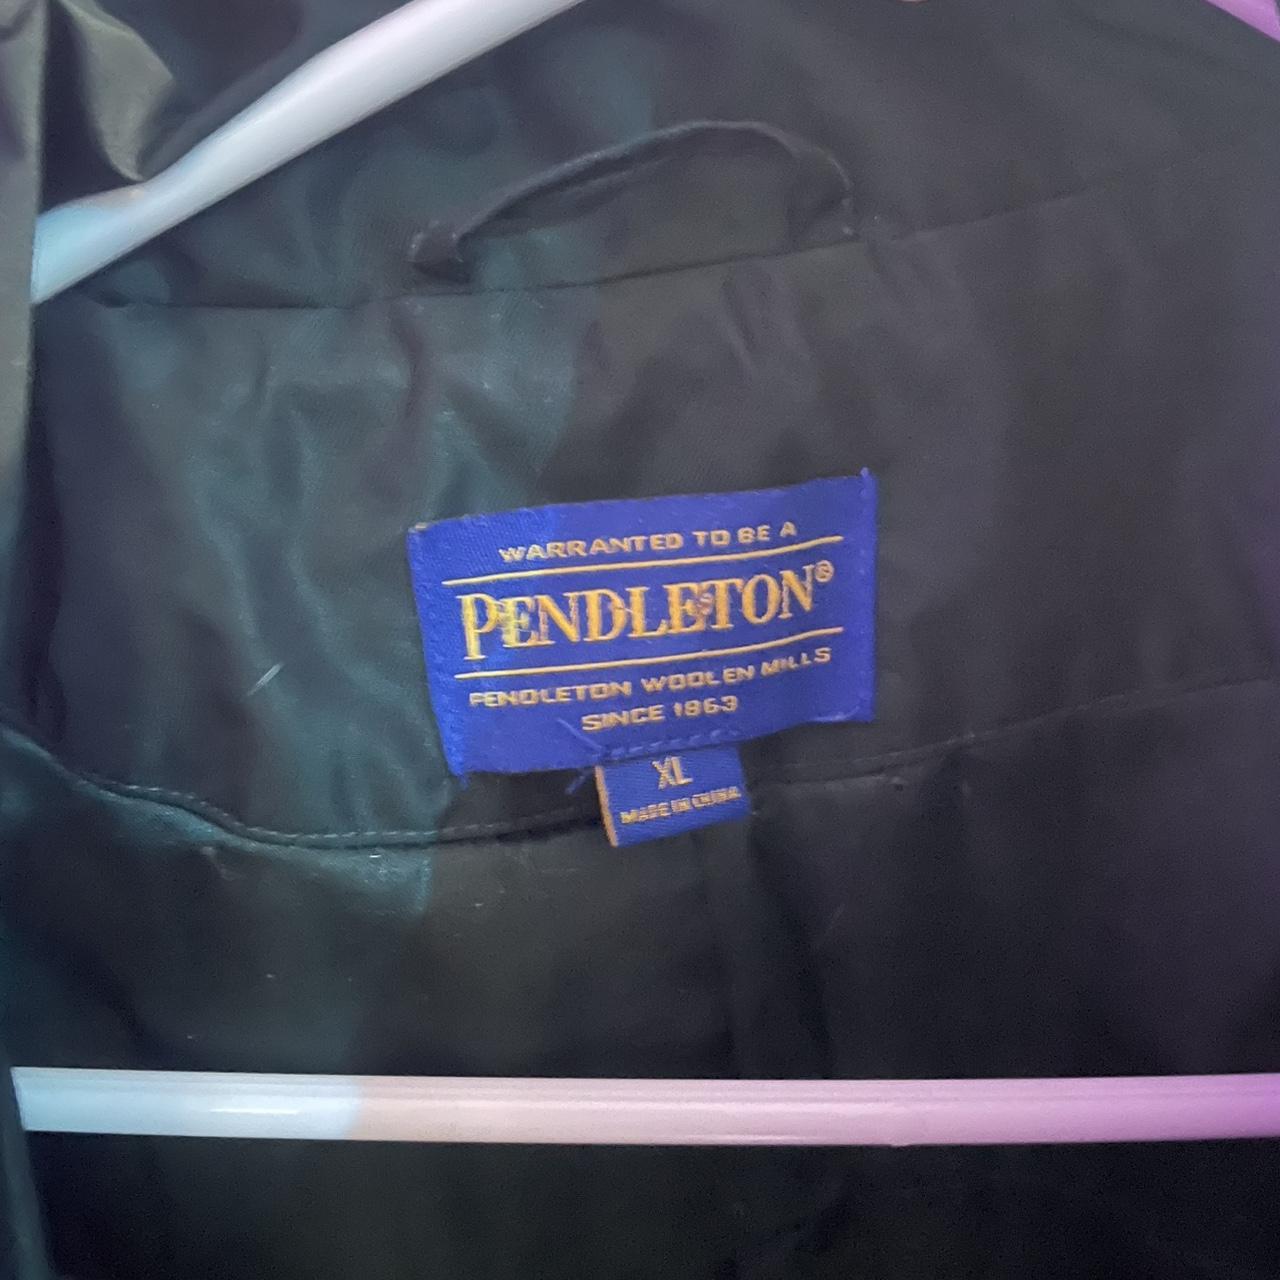 WARRANTED TO BE A
PENDLETON®
PENDLETON WOOLEN MILLS
SINCE 1863
XL
MADE IN CHINA